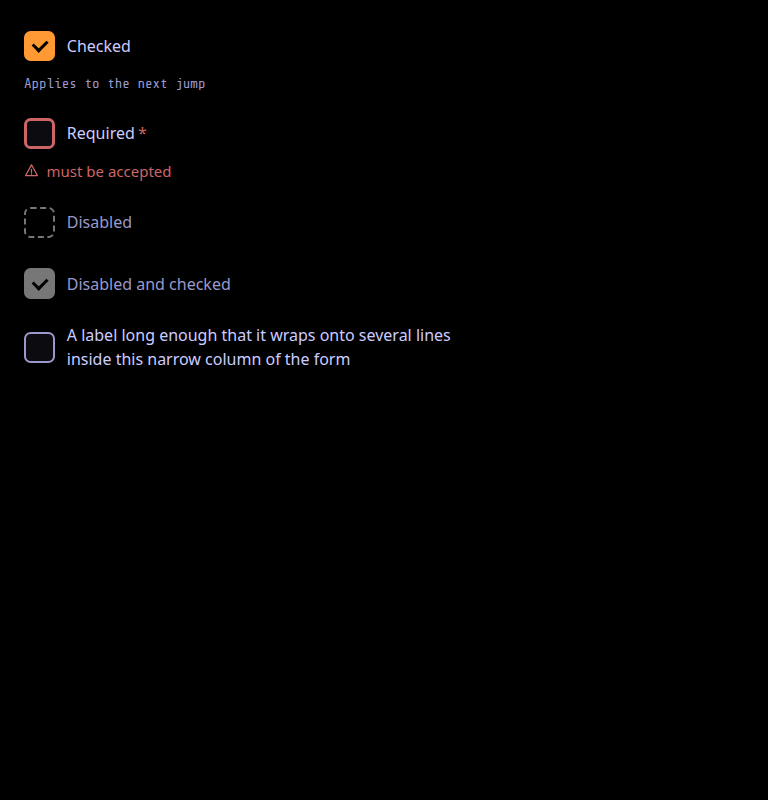 Checked
Applies to the next jump
Required *
must be accepted
Disabled
Disabled and checked
A label long enough that it wraps onto several lines
inside this narrow column of the form